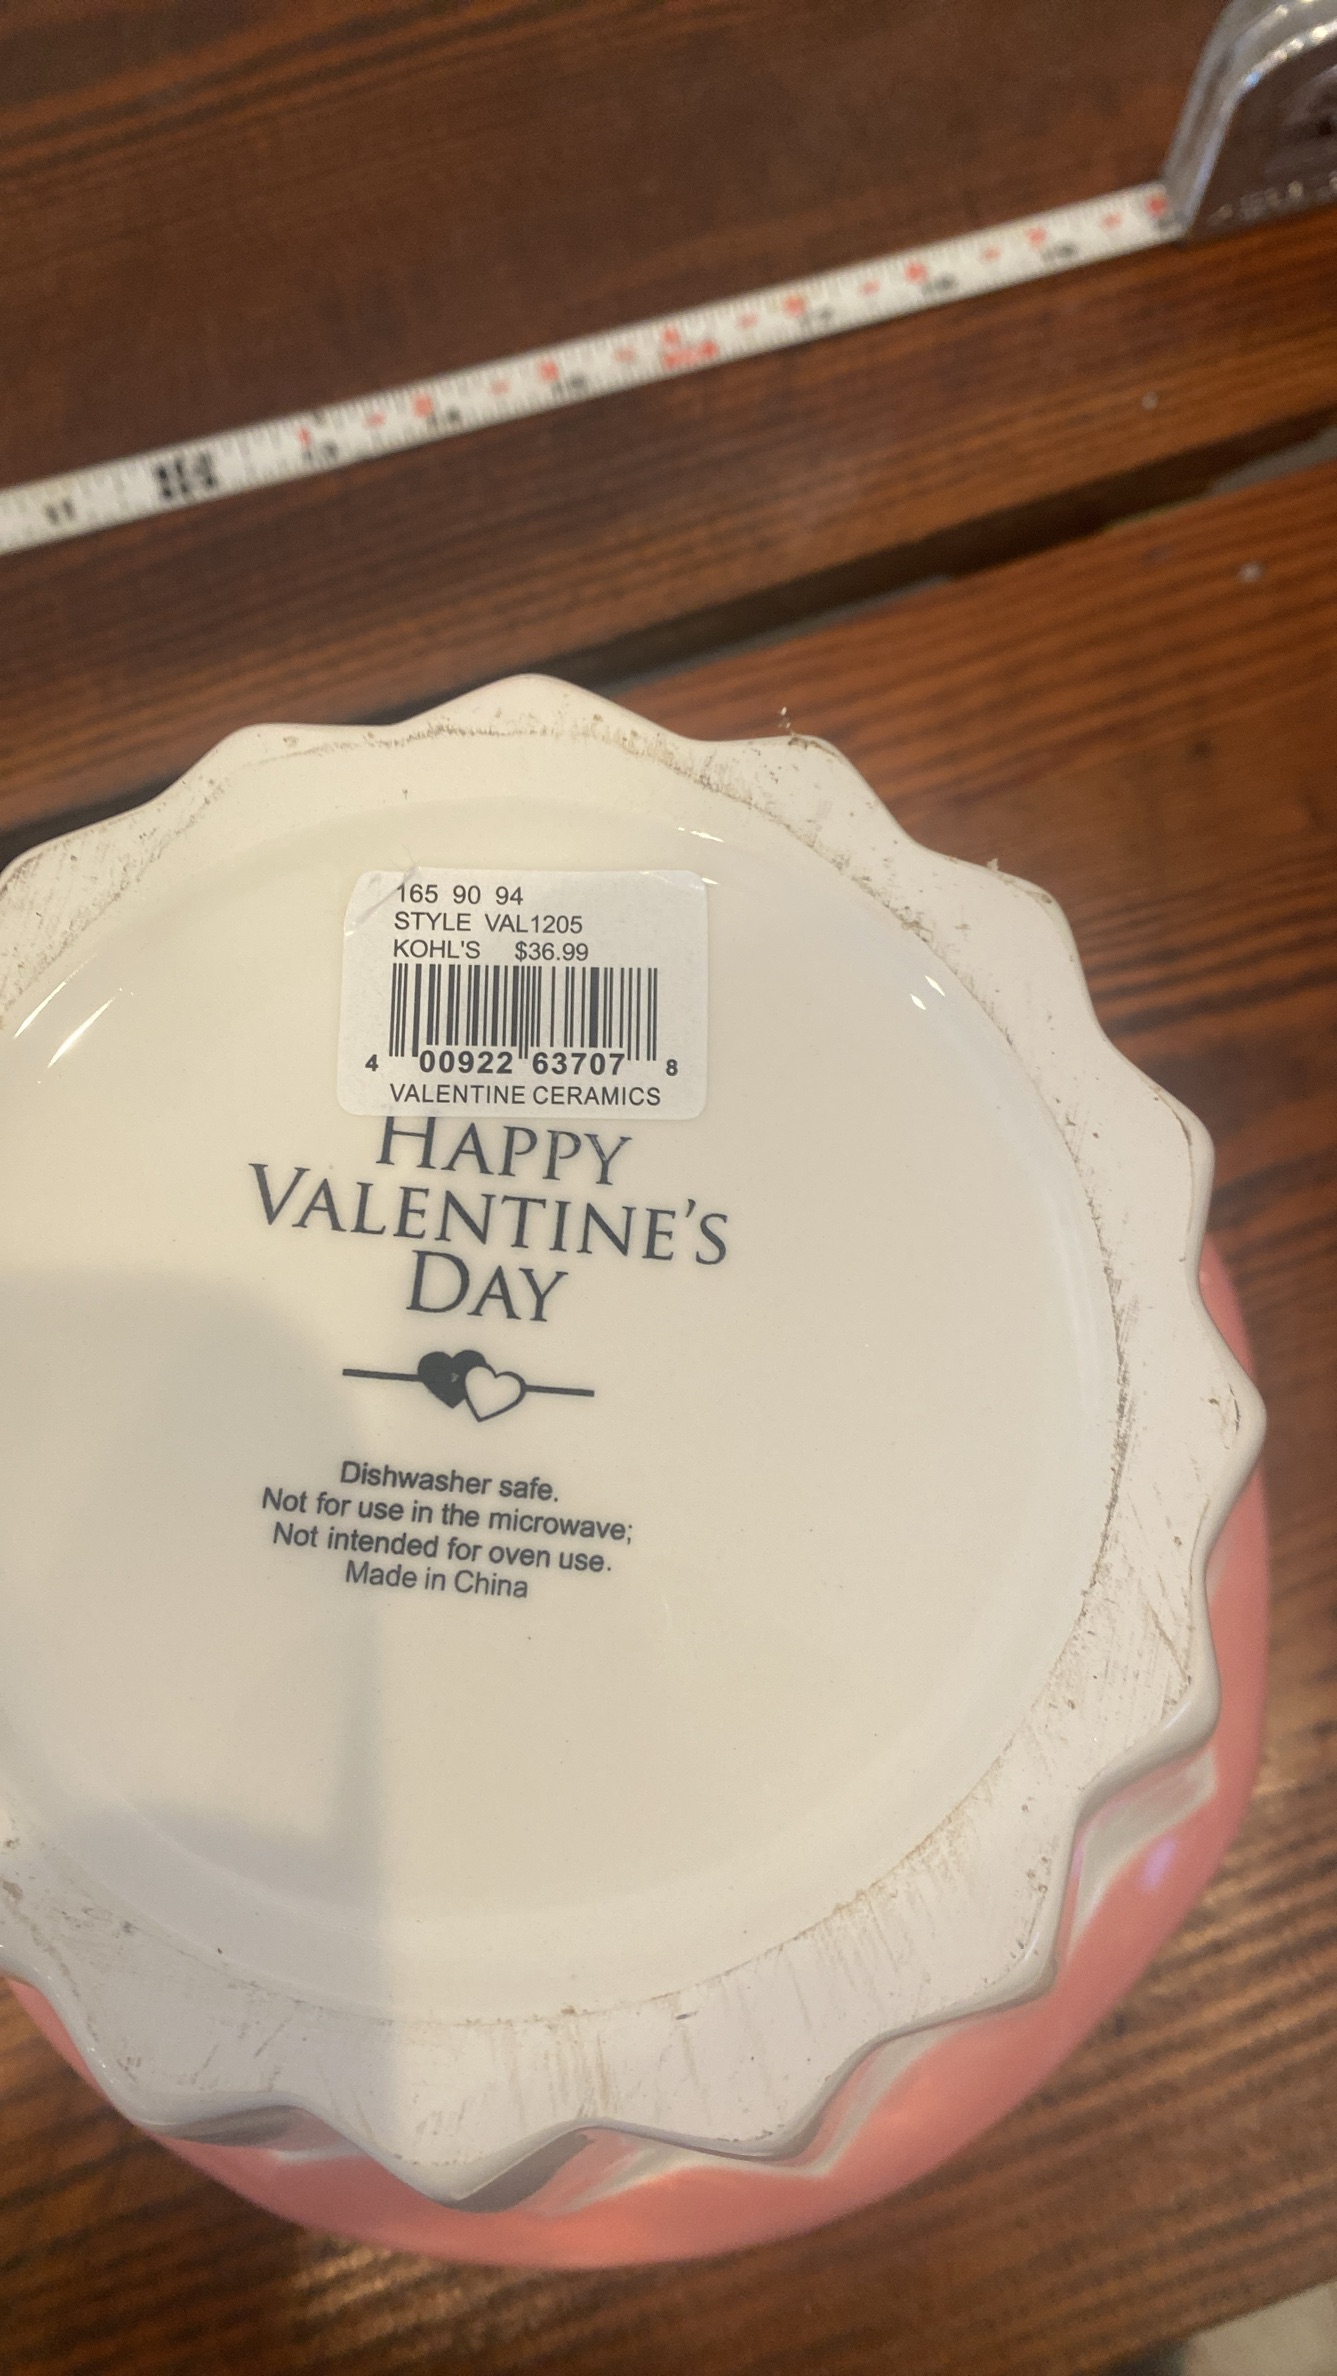 165 90 94
STYLE VAL1205
KOHL'S $36.99
4 00922 63707 8
VALENTINE CERAMICS
HAPPY
VALENTINE'S
DAY
Dishwasher safe.
Not for use in the microwave;
Not intended for oven use.
Made in China